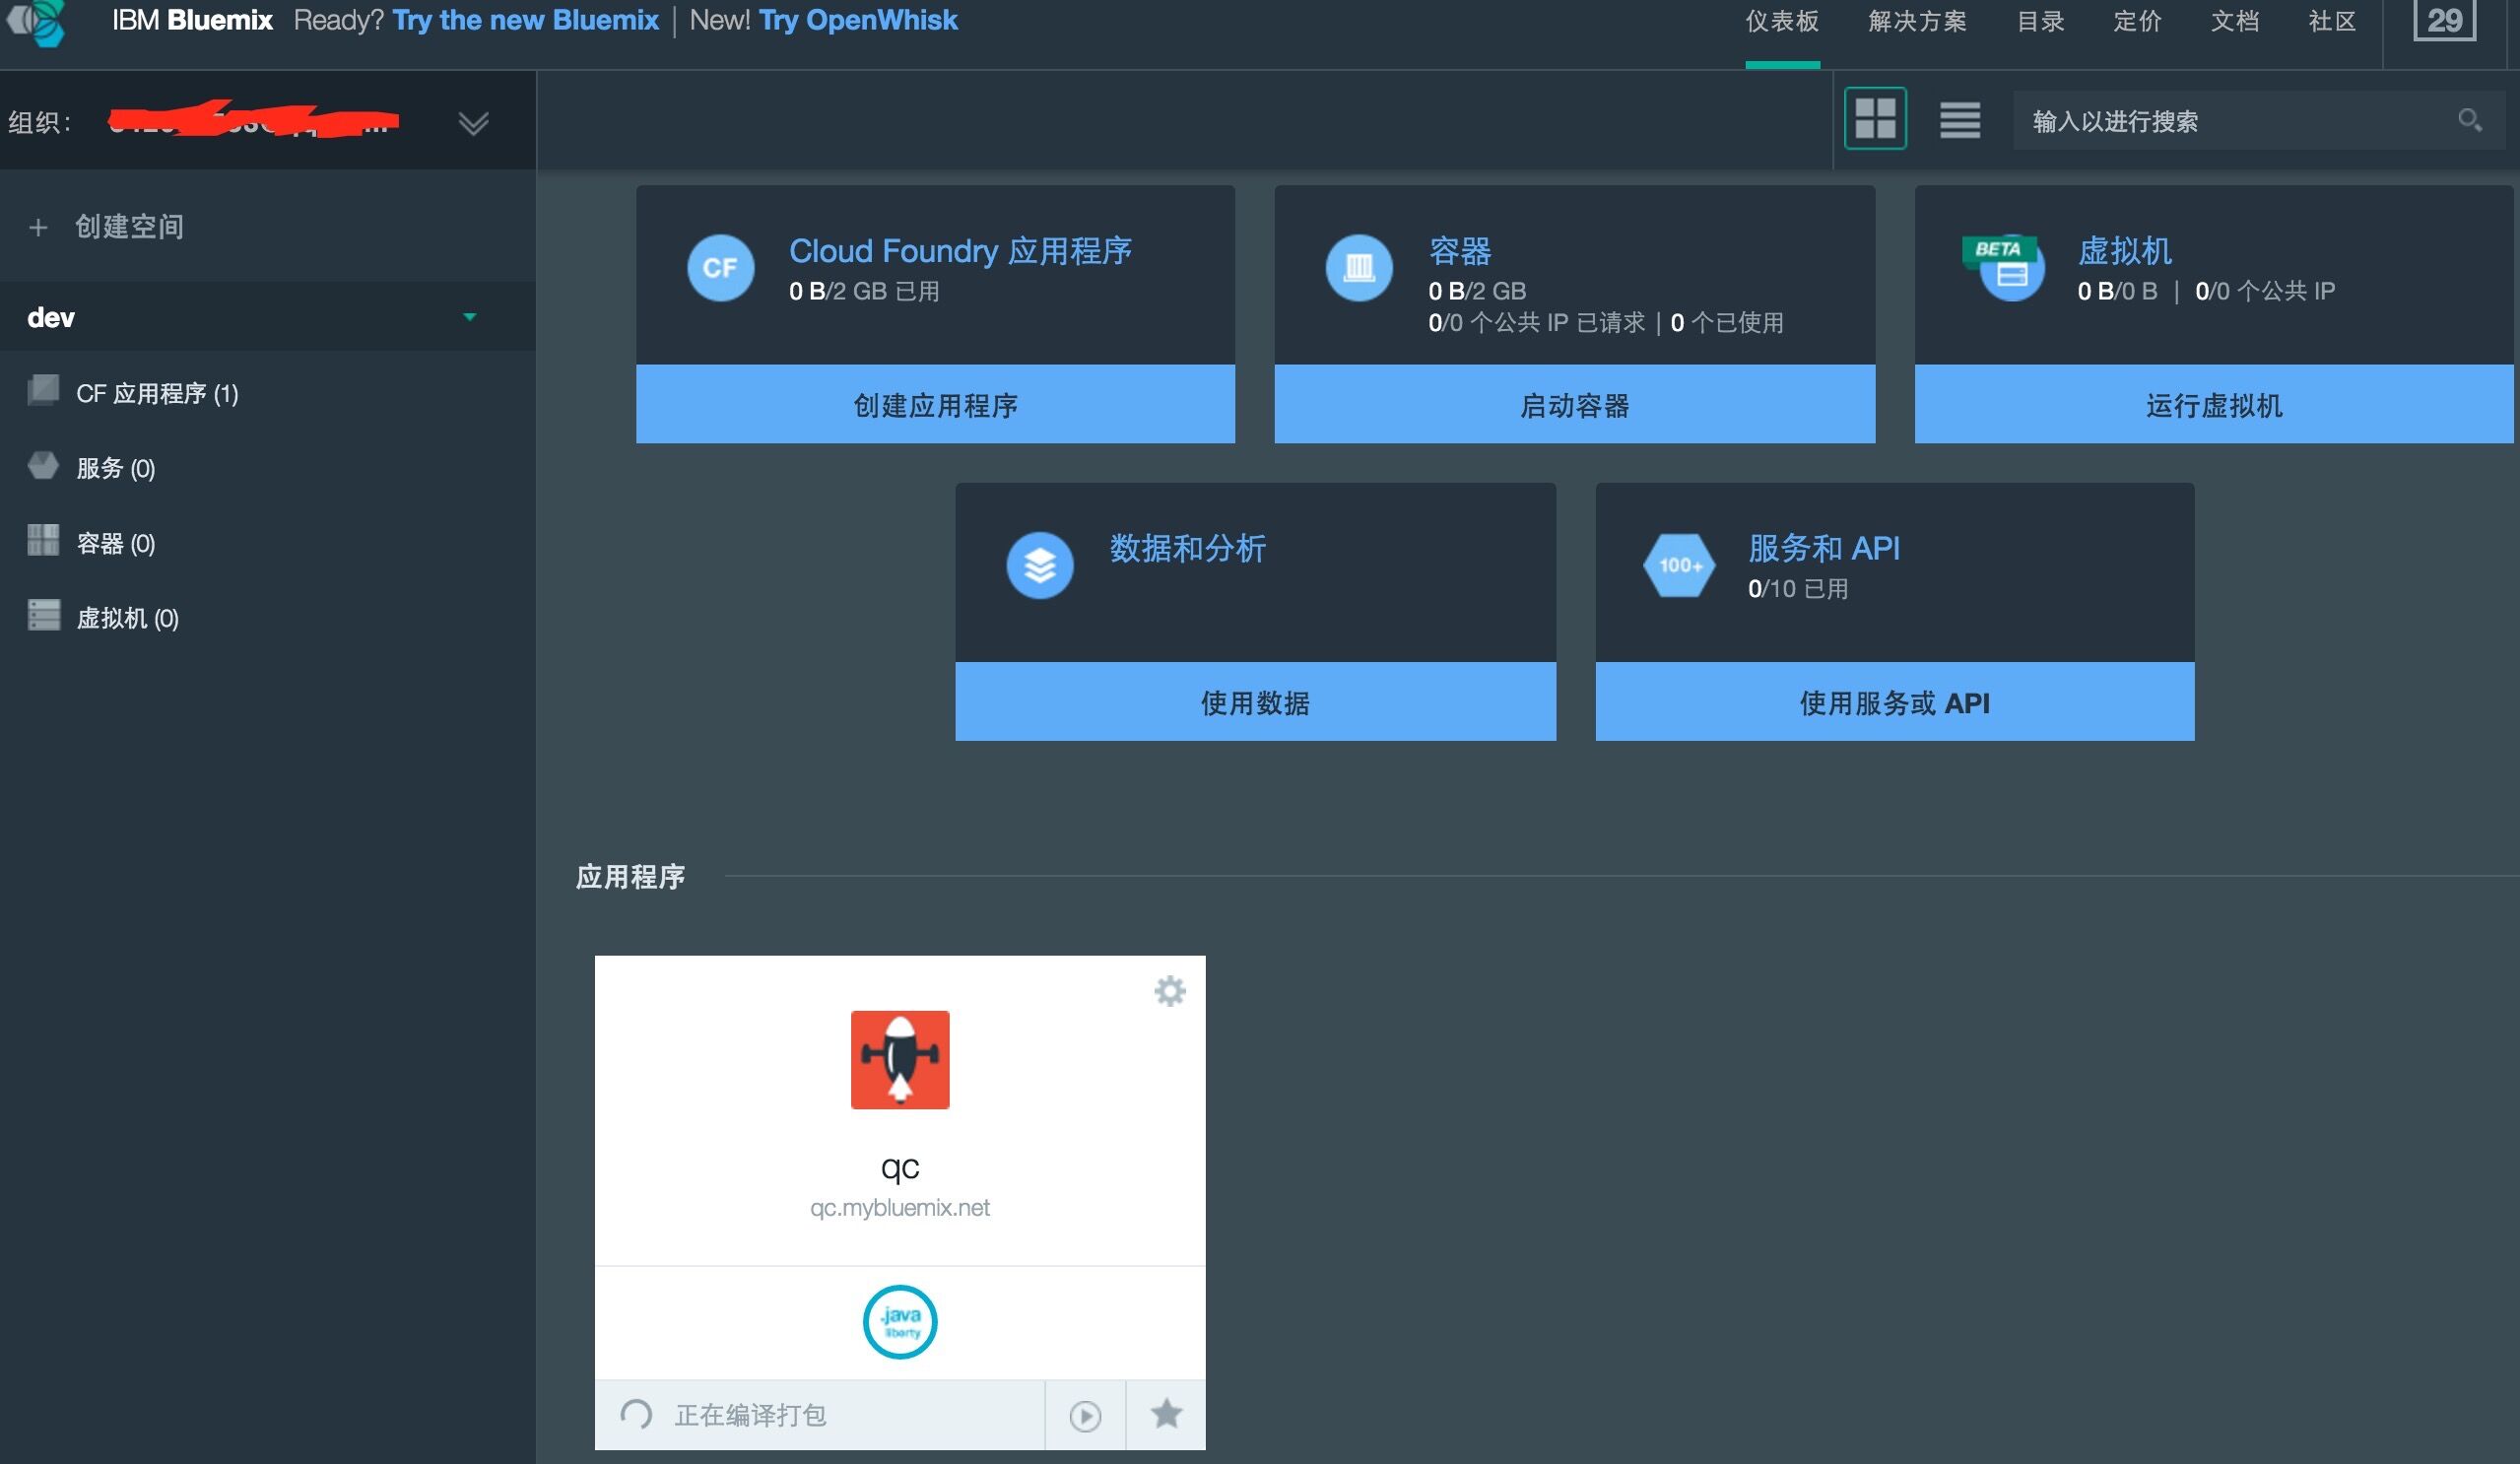 IBM Bluemix Ready? Try the new Bluemix | New! Try OpenWhisk
仪表板 解决方案 目录 定价 文档 社区 29
组织：
输入以进行搜索
+ 创建空间
dev
CF 应用程序 (1)
服务 (0)
容器 (0)
虚拟机 (0)
CF
Cloud Foundry 应用程序
0 B/2 GB 已用
创建应用程序
容器
0 B/2 GB
0/0 个公共 IP 已请求 | 0 个已使用
启动容器
BETA
虚拟机
0 B/0 B | 0/0 个公共 IP
运行虚拟机
数据和分析
使用数据
100+
服务和 API
0/10 已用
使用服务或 API
应用程序
qc
qc.mybluemix.net
.java
liberty
正在编译打包